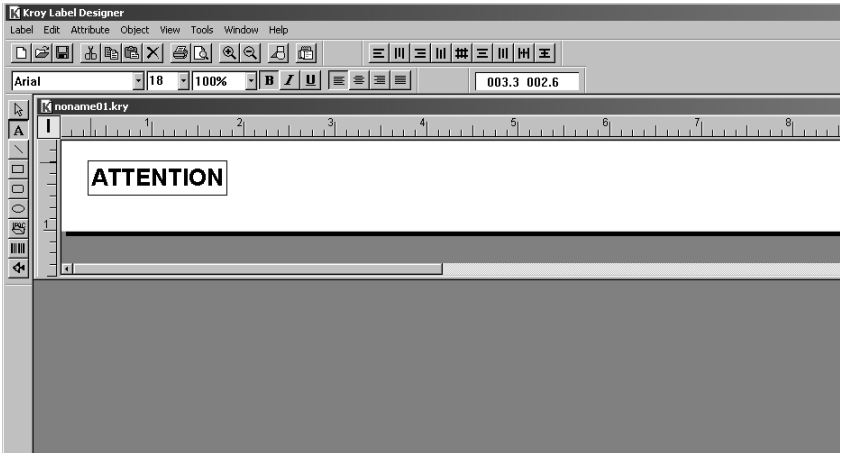 Kroy Label Designer
Label Edit Attribute Object View Tools Window Help
Arial 18 100% B I U 003.3 002.6
noname01.kry
A I 1 2 3 4 5 6 7 8
ATTENTION
1